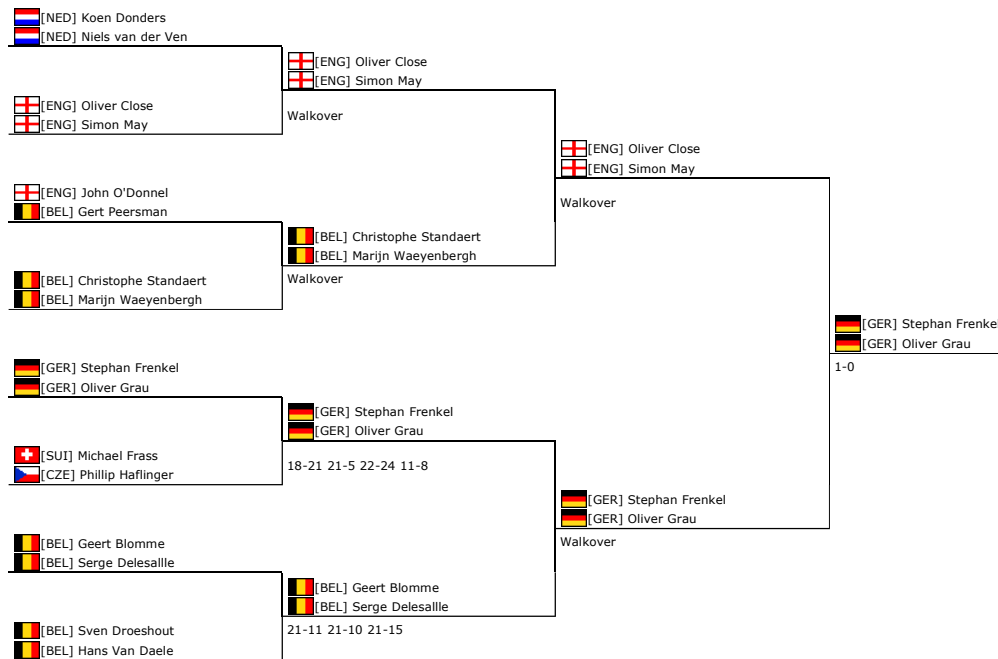 [NED] Koen Donders
[NED] Niels van der Ven
[ENG] Oliver Close
[ENG] Simon May
Walkover
[ENG] Oliver Close
[ENG] Simon May
[ENG] Oliver Close
[ENG] Simon May
Walkover
[ENG] John O'Donnel
[BEL] Gert Peersman
[BEL] Christophe Standaert
[BEL] Marijn Waeyenbergh
Walkover
[BEL] Christophe Standaert
[BEL] Marijn Waeyenbergh
[GER] Stephan Frenkel
[GER] Oliver Grau
1-0
[GER] Stephan Frenkel
[GER] Oliver Grau
[GER] Stephan Frenkel
[GER] Oliver Grau
18-21 21-5 22-24 11-8
[SUI] Michael Frass
[CZE] Phillip Haflinger
[GER] Stephan Frenkel
[GER] Oliver Grau
Walkover
[BEL] Geert Blomme
[BEL] Serge Delesallle
[BEL] Geert Blomme
[BEL] Serge Delesallle
21-11 21-10 21-15
[BEL] Sven Droeshout
[BEL] Hans Van Daele